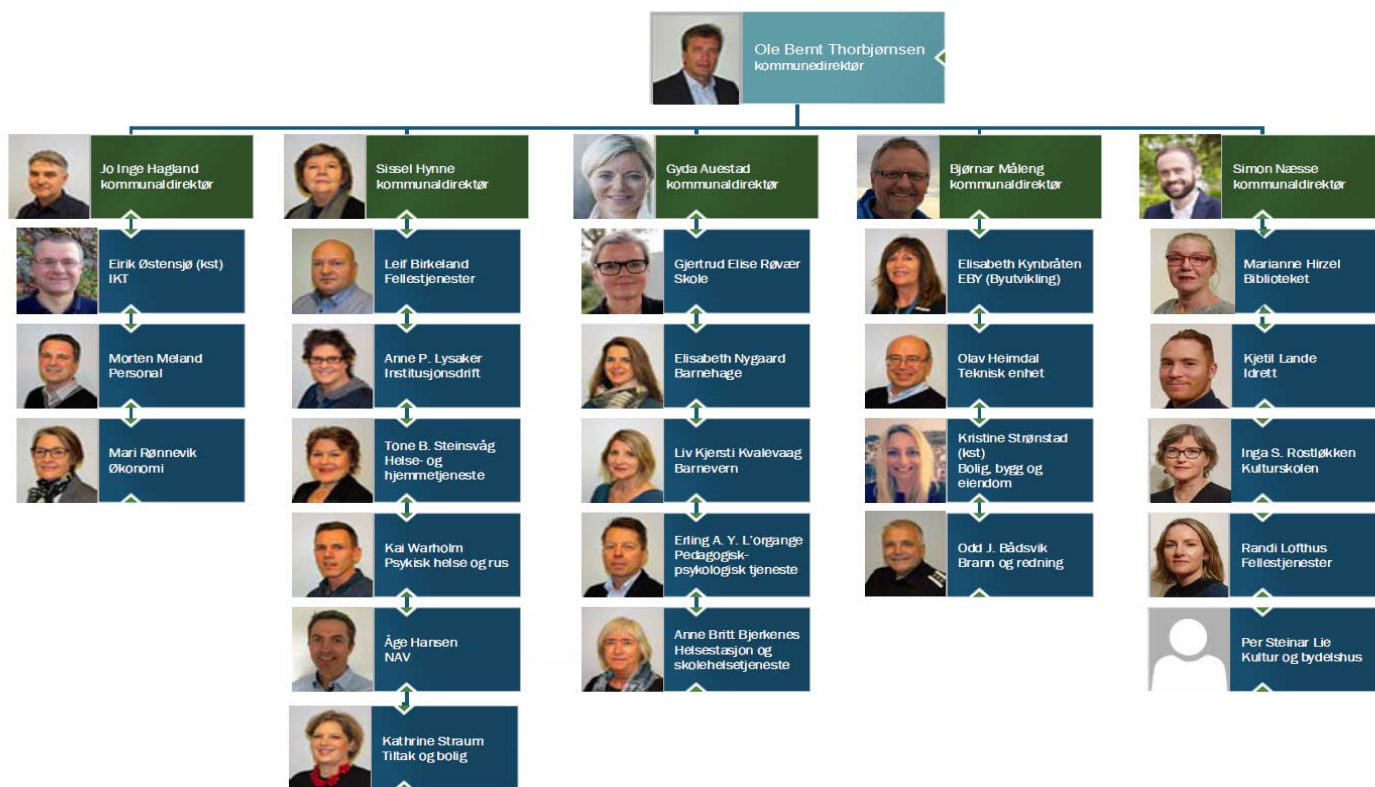 Ole Bernt Thorbjørnsen
kommunedirektør
Jo Inge Hagland
kommunaldirektør
Eirik Østensjø (kst)
IKT
Morten Meland
Personal
Mari Rønnevik
Økonomi
Sissel Hynne
kommunaldirektør
Leif Birkeland
Fellestjenester
Anne P. Lysaker
Institusjonsdrift
Tone B. Steinsvåg
Helse- og
hjemmetjeneste
Kai Warholm
Psykisk helse og rus
Åge Hansen
NAV
Kathrine Straum
Tiltak og bolig
Gyda Auestad
kommunaldirektør
Gjertrud Elise Røvær
Skole
Elisabeth Nygaard
Barnehage
Liv Kjersti Kvalevaag
Barnevern
Erling A. Y. L'organge
Pedagogisk-
psykologisk tjeneste
Anne Britt Bjerkenes
Helsestasjon og
skolehelsetjeneste
Bjørnar Måleng
kommunaldirektør
Elisabeth Kynbråten
EBY (Byutvikling)
Olav Heimdal
Teknisk enhet
Kristine Strønstad
(kst)
Bolig, bygg og
eiendom
Odd J. Bådsvik
Brann og redning
Simon Næsse
kommunaldirektør
Marianne Hirzel
Biblioteket
Kjetil Lande
Idrett
Inga S. Rostløkken
Kulturskolen
Randi Lofthus
Fellestjenester
Per Steinar Lie
Kultur og bydelshus